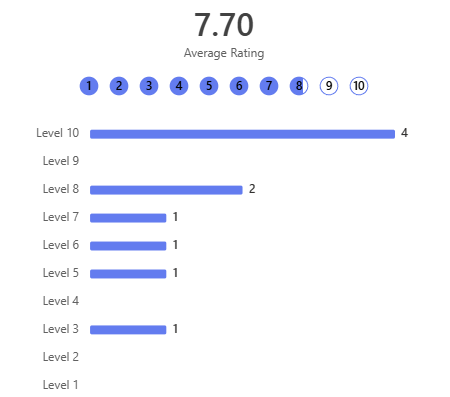 7.70
Average Rating
1 2 3 4 5 6 7 8 9 10
Level 10 4
Level 9
Level 8 2
Level 7 1
Level 6 1
Level 5 1
Level 4
Level 3 1
Level 2
Level 1